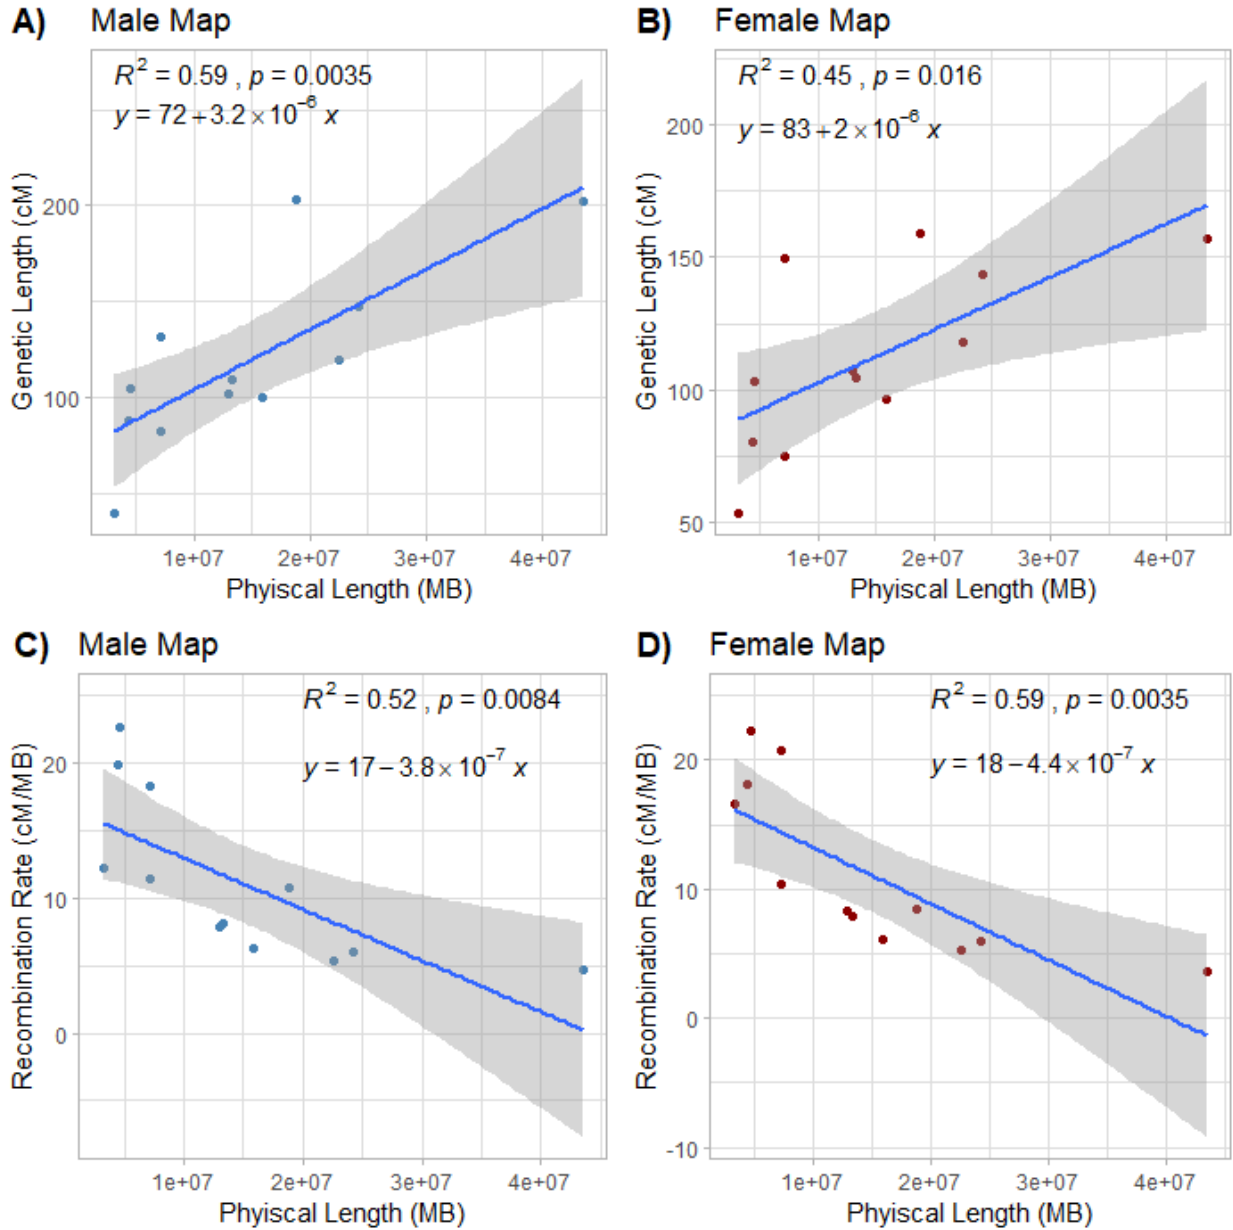 A) Male Map
R² = 0.59 , p = 0.0035
y = 72 + 3.2 × 10⁻⁶ x
Genetic Length (cM)
200
100
1e+07 2e+07 3e+07 4e+07
Phyiscal Length (MB)
B) Female Map
R² = 0.45 , p = 0.016
y = 83 + 2 × 10⁻⁶ x
Genetic Length (cM)
200
150
100
50
1e+07 2e+07 3e+07 4e+07
Phyiscal Length (MB)
C) Male Map
R² = 0.52 , p = 0.0084
y = 17 − 3.8 × 10⁻⁷ x
Recombination Rate (cM/MB)
20
10
0
1e+07 2e+07 3e+07 4e+07
Phyiscal Length (MB)
D) Female Map
R² = 0.59 , p = 0.0035
y = 18 − 4.4 × 10⁻⁷ x
Recombination Rate (cM/MB)
20
10
0
-10
1e+07 2e+07 3e+07 4e+07
Phyiscal Length (MB)